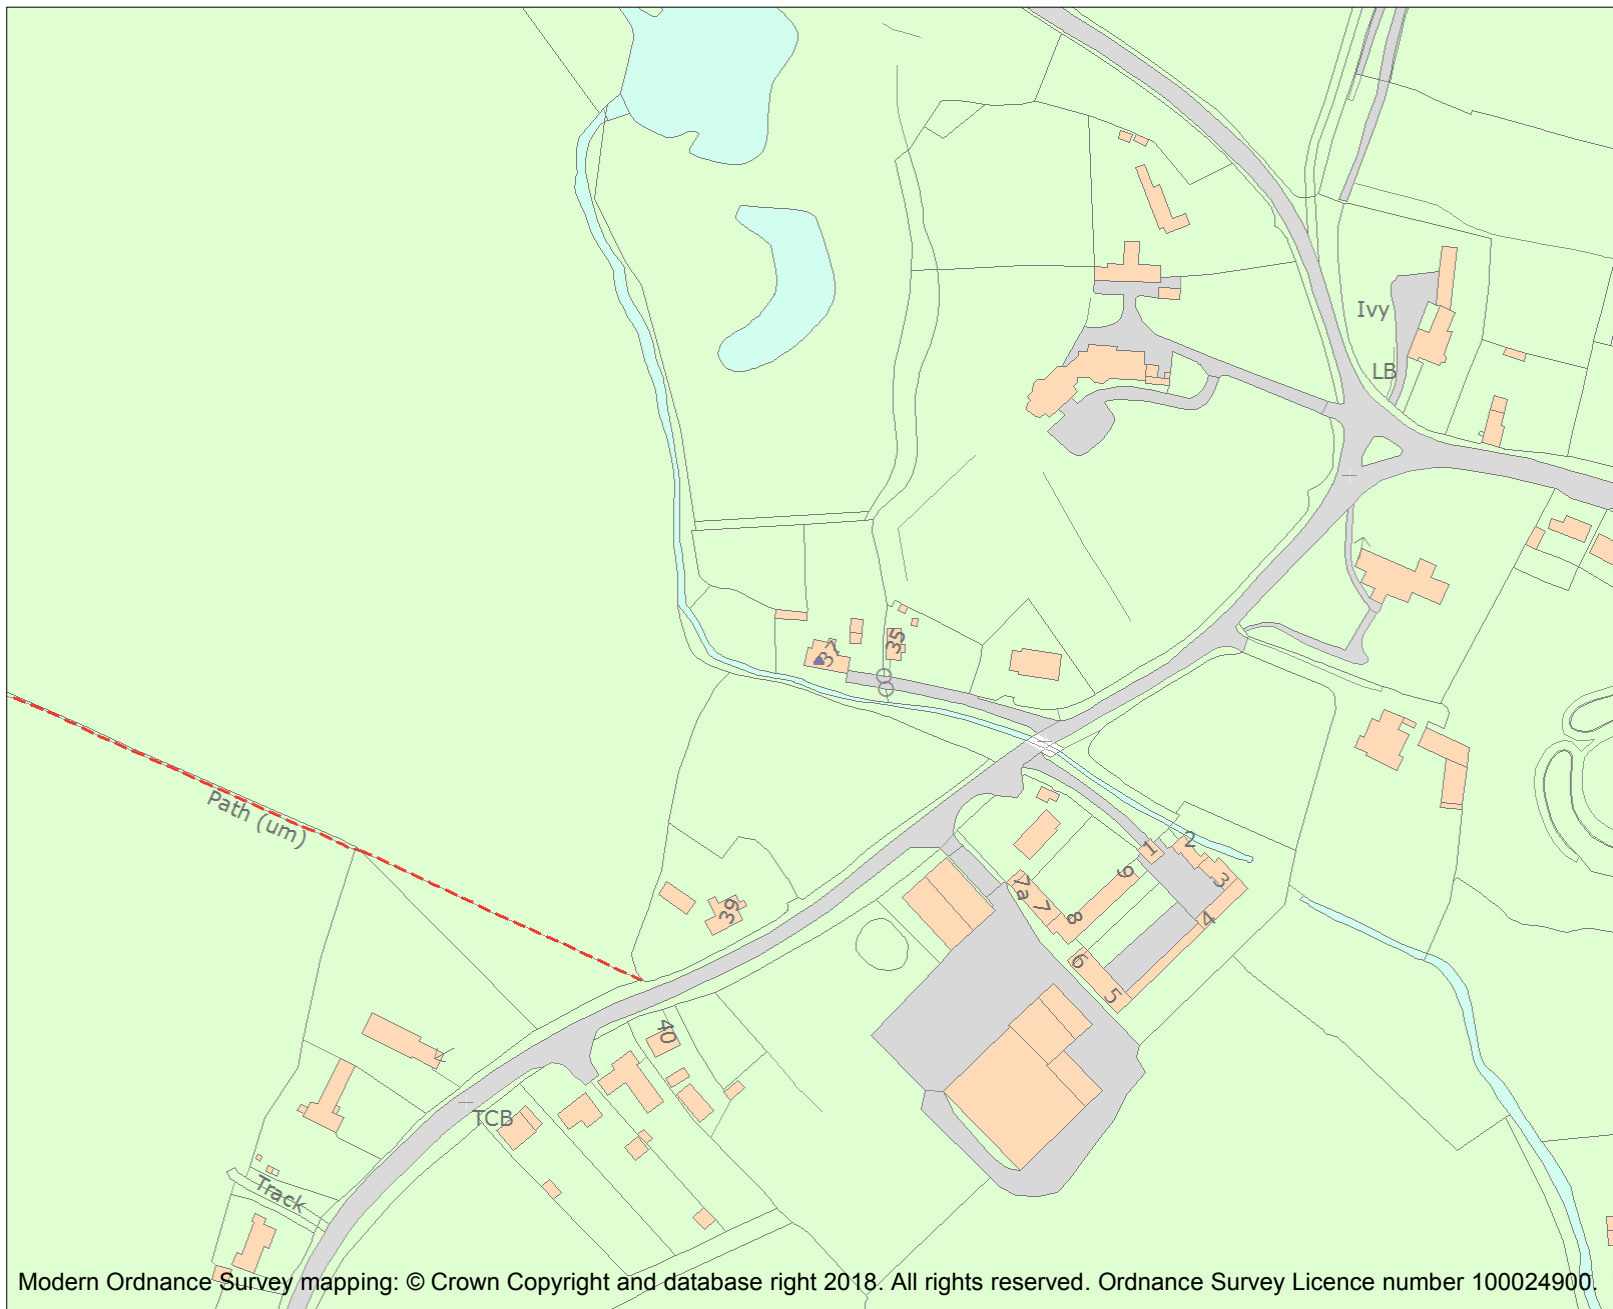 Ivy
LB
37
35
Path (um)
1
2
3
9
7a
7
8
4
39
6
5
40
TCB
Track
Modern Ordnance Survey mapping: © Crown Copyright and database right 2018. All rights reserved. Ordnance Survey Licence number 100024900.